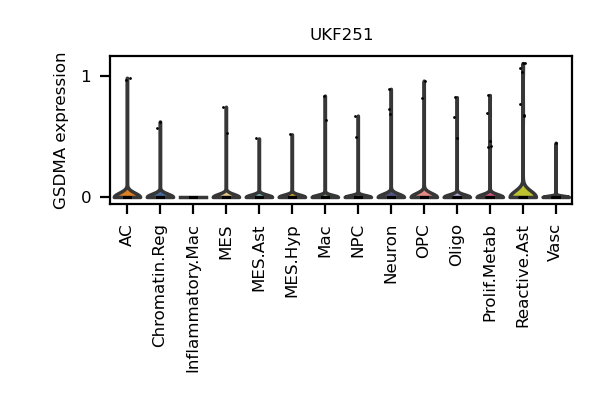 UKF251
GSDMA expression
1
0
AC
Chromatin.Reg
Inflammatory.Mac
MES
MES.Ast
MES.Hyp
Mac
NPC
Neuron
OPC
Oligo
Prolif.Metab
Reactive.Ast
Vasc